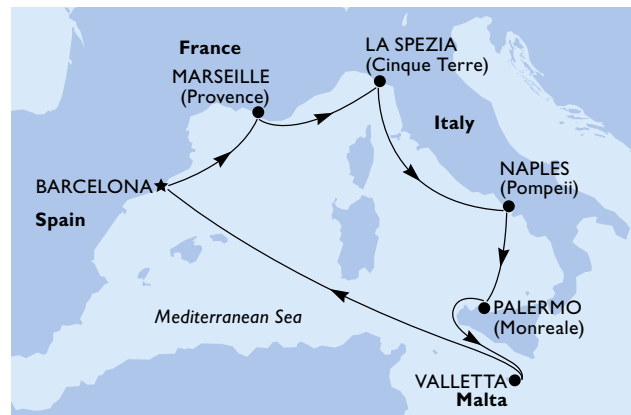 France
MARSEILLE
(Provence)
LA SPEZIA
(Cinque Terre)
Italy
NAPLES
(Pompeii)
BARCELONA
Spain
Mediterranean Sea
PALERMO
(Monreale)
VALLETTA
Malta